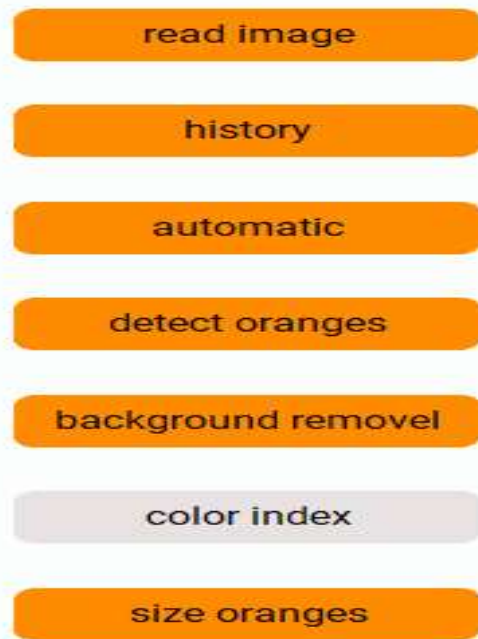 read image
history
automatic
detect oranges
background removel
color index
size oranges